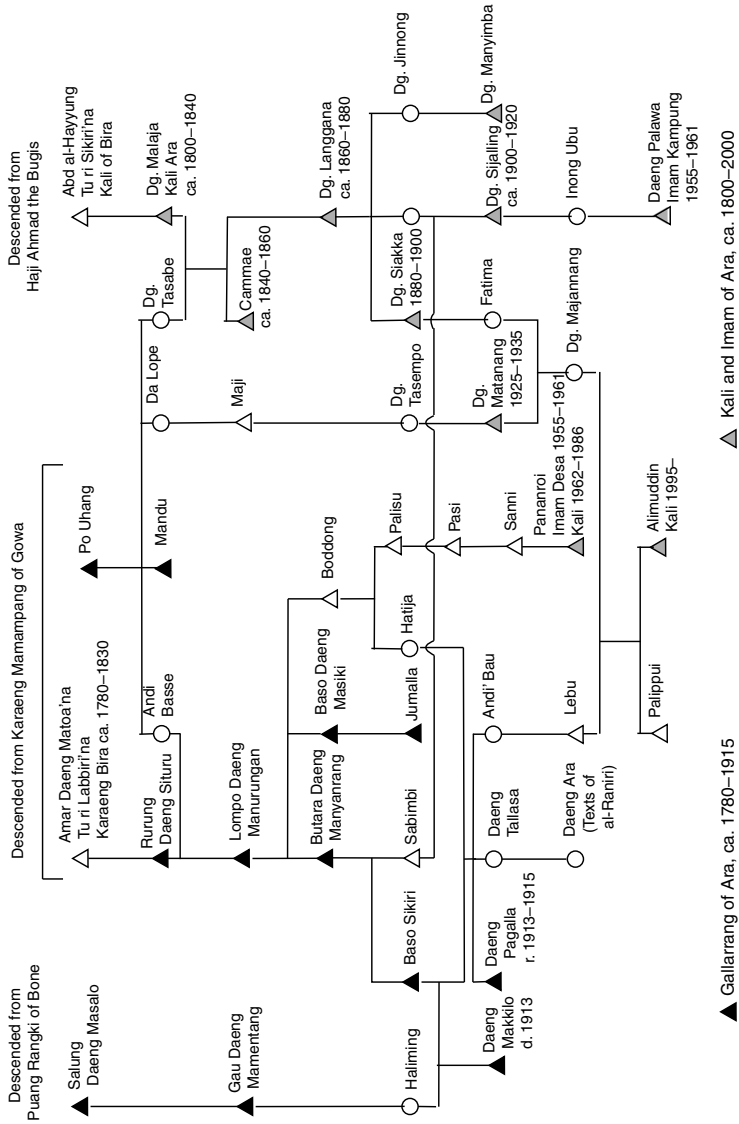 Descended from
Puang Rangki of Bone
Descended from Karaeng Mamampang of Gowa
Descended from
Haji Ahmad the Bugis
Salung
Daeng Masalo
Amar Daeng Matoa'na
Tu ri Labbiri'na
Karaeng Bira ca. 1780–1830
Po Uhang
Abd al-Hayyung
Tu ri Sikiri'na
Kali of Bira
Rurung
Daeng Situru
Andi
Basse
Mandu
Da Lope
Dg.
Tasabe
Dg. Malaja
Kali Ara
ca. 1800–1840
Gau Daeng
Mamentang
Lompo Daeng
Manurungan
Maji
Cammae
ca. 1840–1860
Butara Daeng
Manyanrang
Baso Daeng
Masiki
Boddong
Dg. Langgana
ca. 1860–1880
Haliming
Baso Sikiri
Sabimbi
Jumalla
Hatija
Palisu
Dg.
Tasempo
Dg. Siakka
1880–1900
Dg. Jinnong
Pasi
Daeng
Makkilo
d. 1913
Daeng
Pagalla
r. 1913–1915
Daeng
Tallasa
Andi' Bau
Sanni
Dg.
Matanang
1925–1935
Fatima
Dg. Sijalling
ca. 1900–1920
Dg. Manyimba
Daeng Ara
(Texts of
al-Raniri)
Lebu
Pananroi
Imam Desa 1955–1961
Kali 1962–1986
Dg. Majannang
Inong Ubu
Palippui
Alimuddin
Kali 1995–
Daeng Palawa
Imam Kampung
1955–1961
Gallarrang of Ara, ca. 1780–1915
Kali and Imam of Ara, ca. 1800–2000